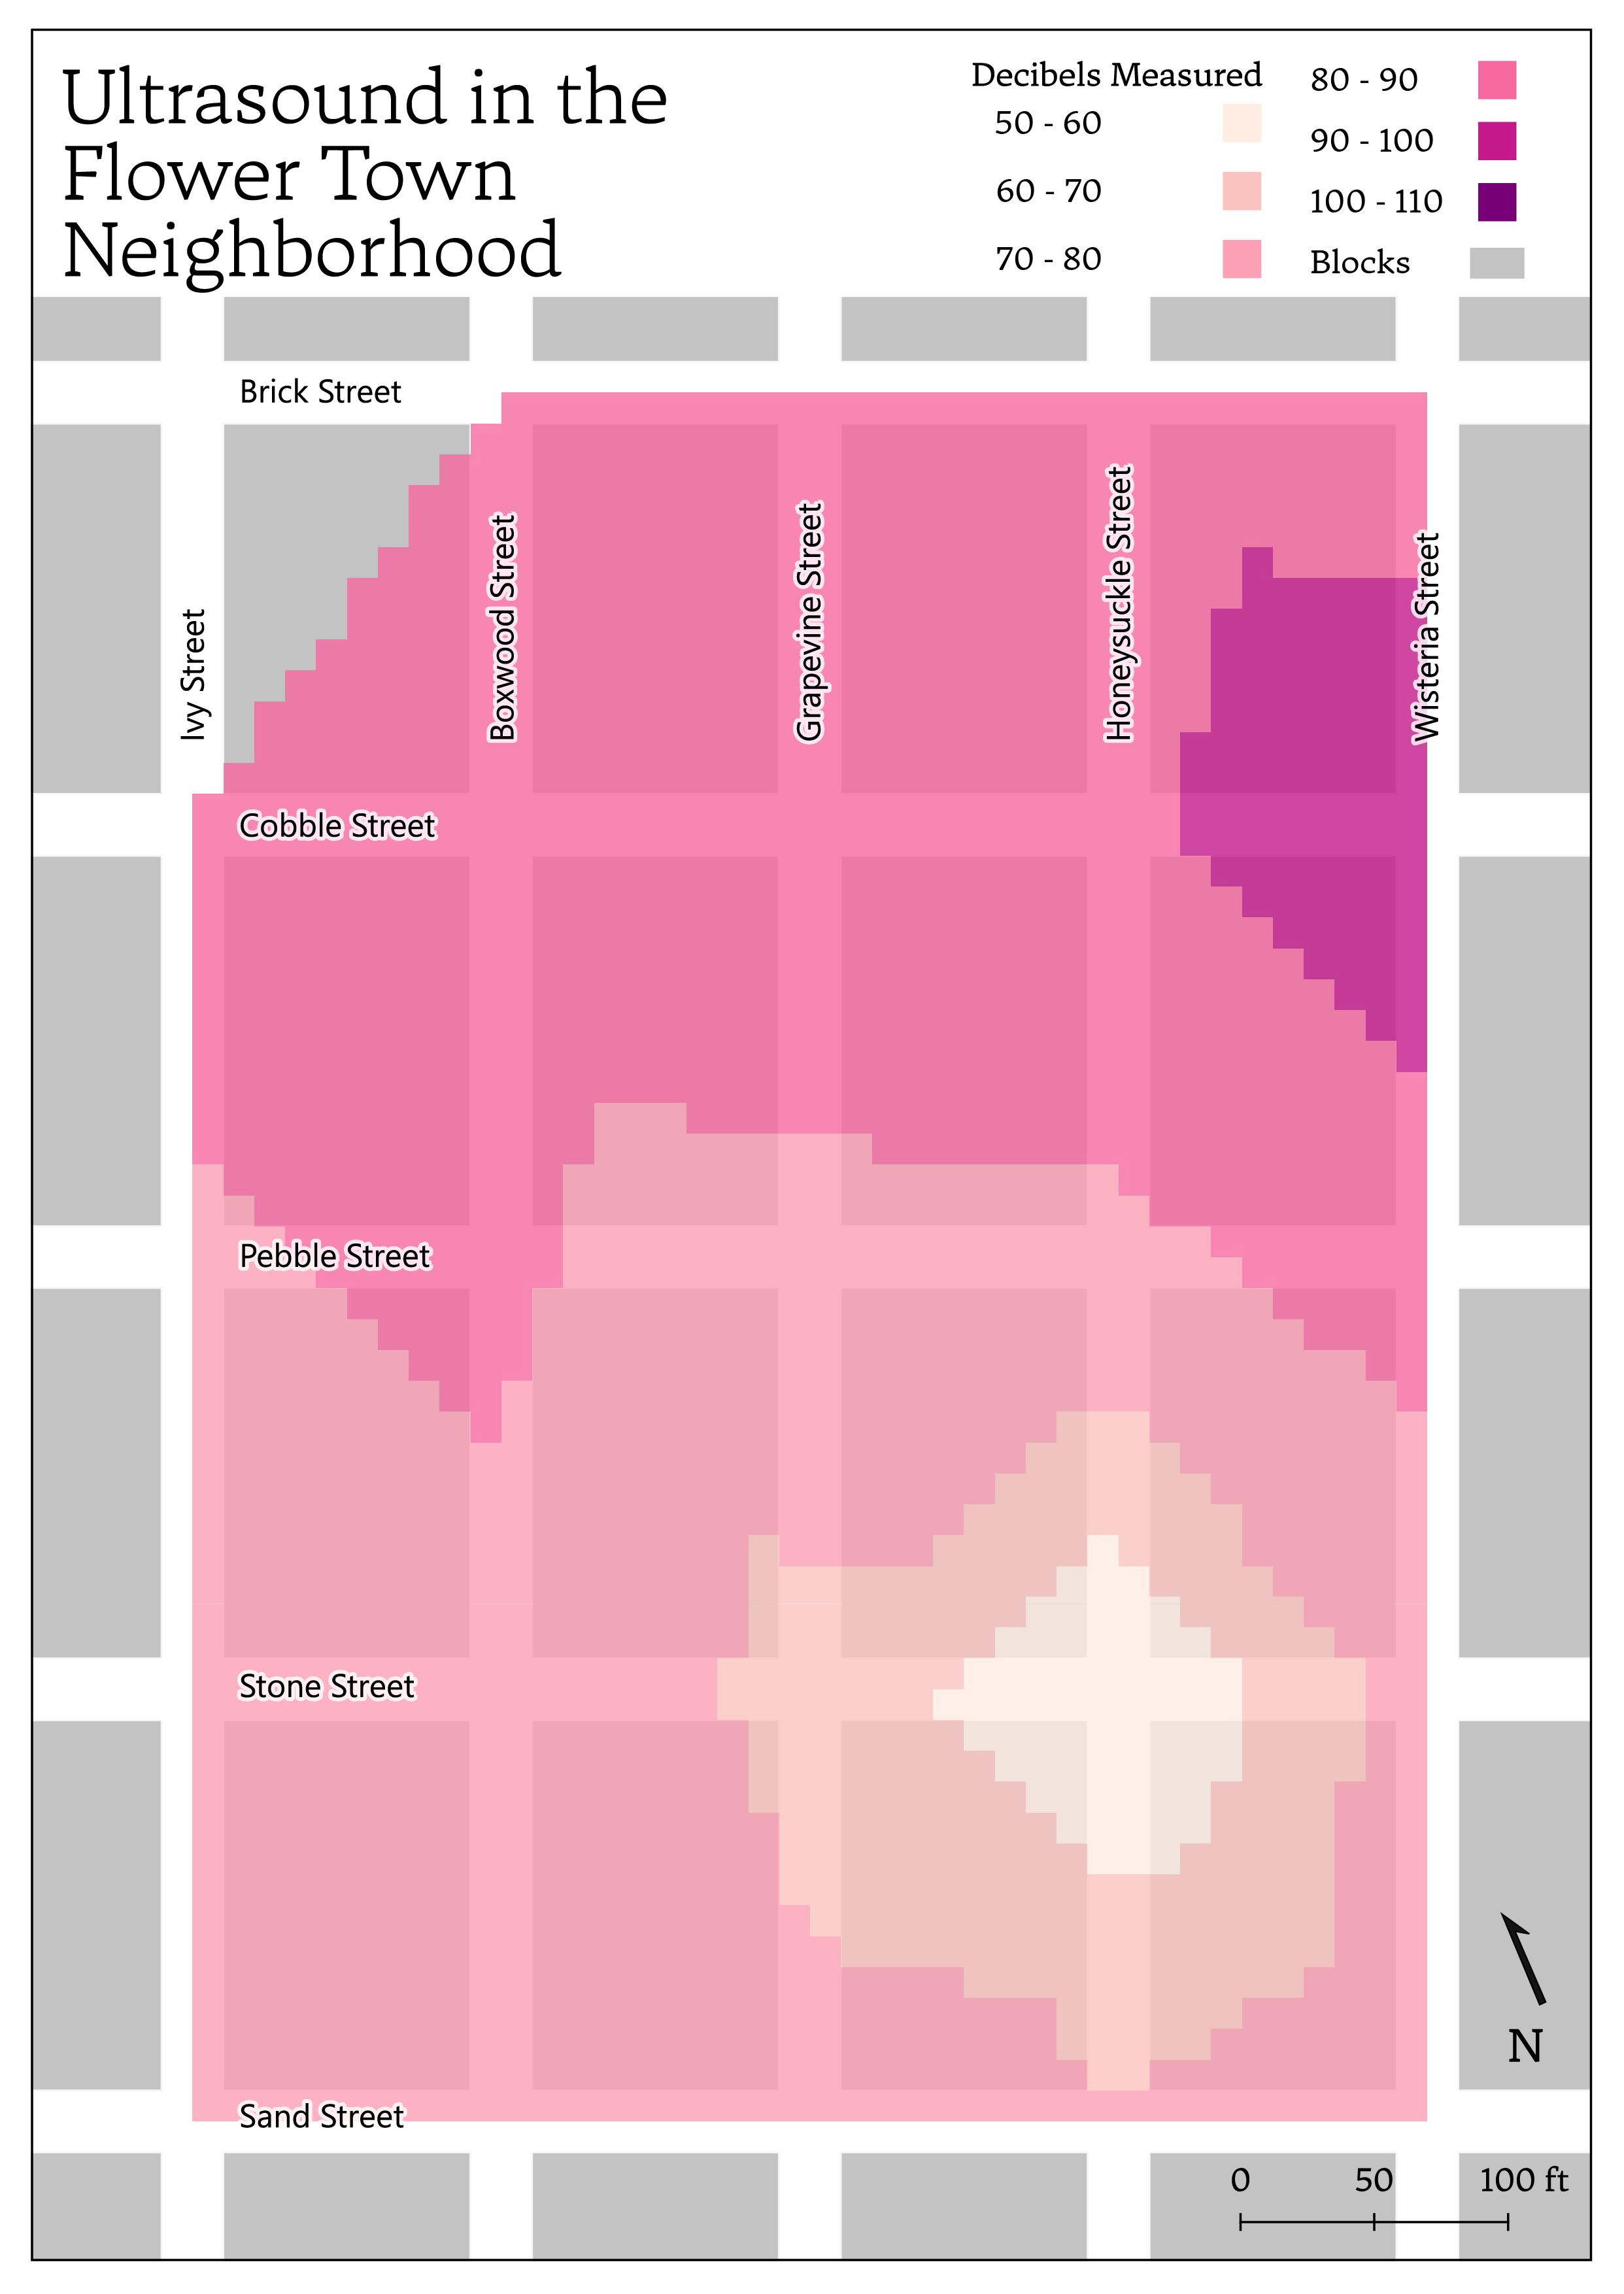 Ultrasound in the
Flower Town
Neighborhood
Decibels Measured
50 - 60
60 - 70
70 - 80
80 - 90
90 - 100
100 - 110
Blocks
Brick Street
Ivy Street
Boxwood Street
Grapevine Street
Honeysuckle Street
Wisteria Street
Cobble Street
Pebble Street
Stone Street
Sand Street
N
0 50 100 ft